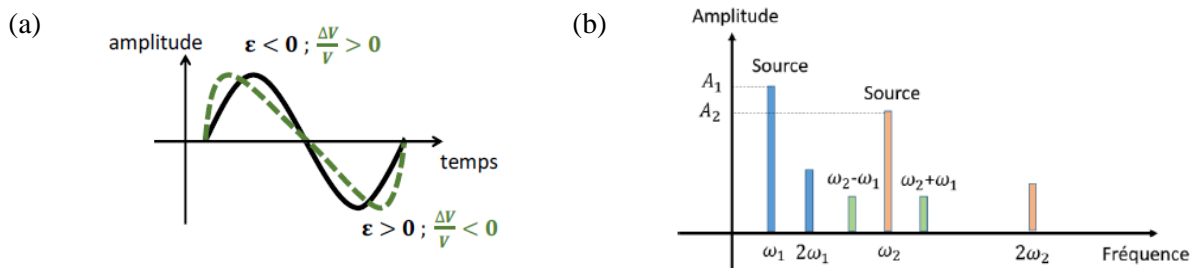 (a)
amplitude
ε < 0 ; ΔV/V > 0
temps
ε > 0 ; ΔV/V < 0
(b)
Amplitude
Source
A₁
Source
A₂
ω₂-ω₁ ω₂+ω₁
ω₁ 2ω₁ ω₂ 2ω₂ Fréquence